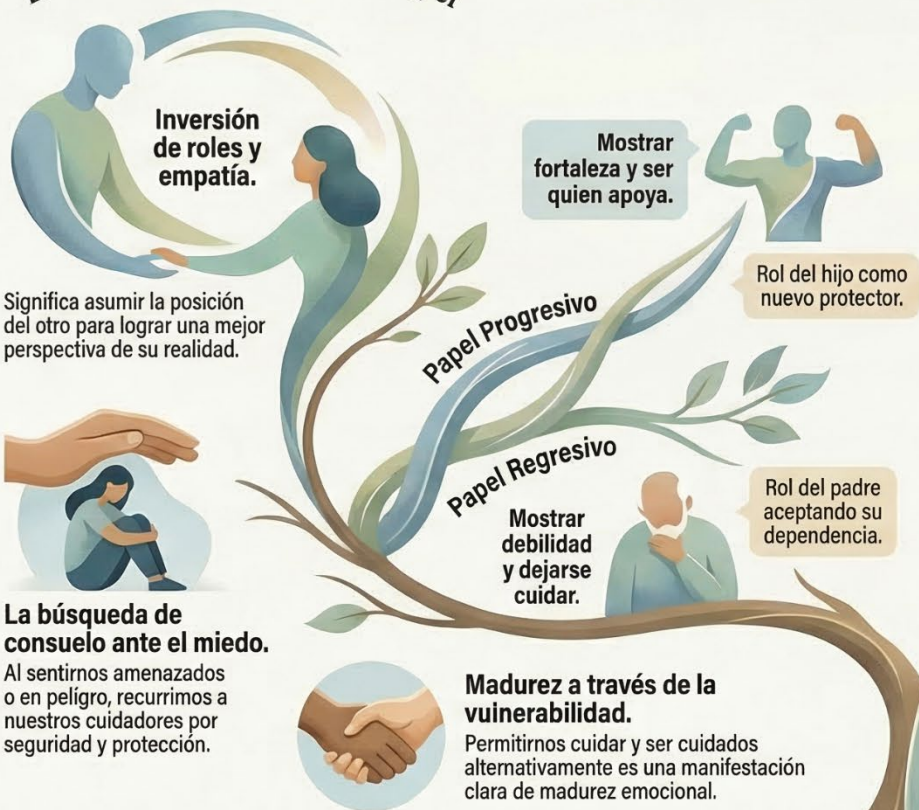 Inversión
de roles y
empatía.
Significa asumir la posición
del otro para lograr una mejor
perspectiva de su realidad.
Mostrar
fortaleza y ser
quien apoya.
Rol del hijo como
nuevo protector.
Papel Progresivo
Papel Regresivo
Mostrar
debilidad
y dejarse
cuidar.
Rol del padre
aceptando su
dependencia.
La búsqueda de
consuelo ante el miedo.
Al sentirnos amenazados
o en pelígro, recurrimos a
nuestros cuidadores por
seguridad y protección.
Madurez a través de la
vuinerabilidad.
Permitirnos cuidar y ser cuidados
alternativamente es una manifestación
clara de madurez emocional.